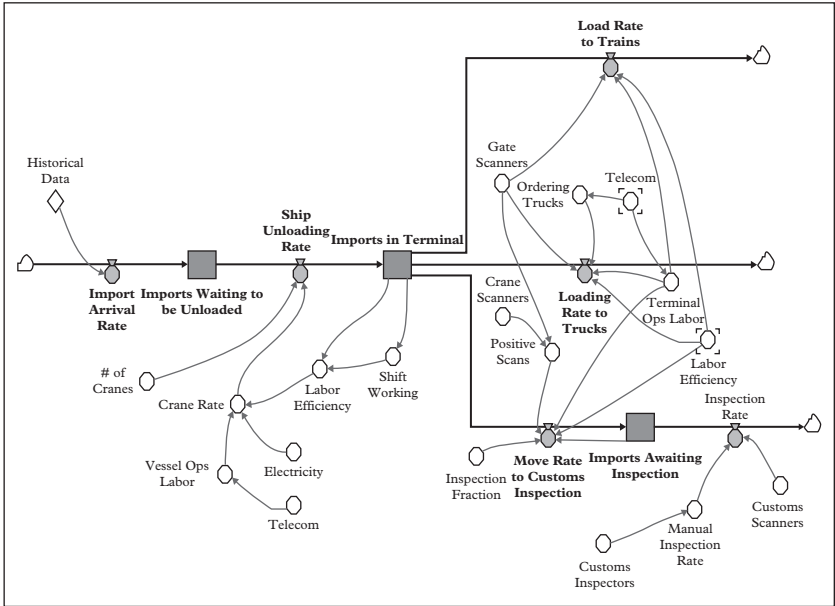 Load Rate
to Trains
Historical
Data
Gate
Scanners
Ordering
Trucks
Telecom
Ship
Unloading
Rate
Imports in Terminal
Import
Arrival
Rate
Imports Waiting to
be Unloaded
Crane
Scanners
Loading
Rate to
Trucks
Terminal
Ops Labor
Positive
Scans
# of
Cranes
Crane Rate
Labor
Efficiency
Shift
Working
Labor
Efficiency
Inspection
Rate
Vessel Ops
Labor
Electricity
Telecom
Inspection
Fraction
Move Rate
to Customs
Inspection
Imports Awaiting
Inspection
Customs
Scanners
Manual
Inspection
Rate
Customs
Inspectors